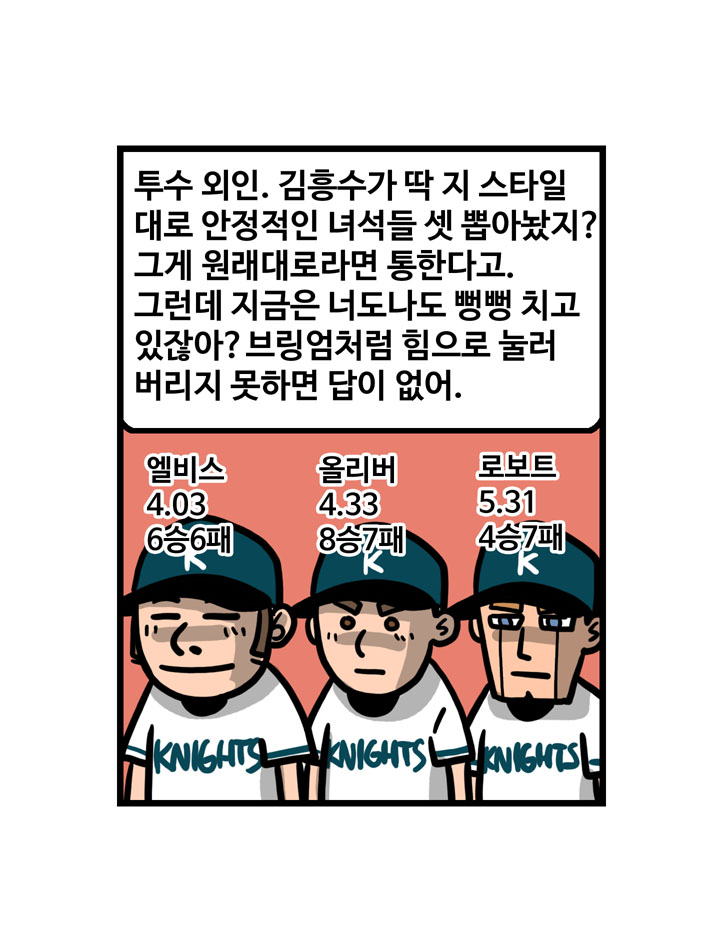 투수 외인. 김흥수가 딱 지 스타일
대로 안정적인 녀석들 셋 뽑아놨지?
그게 원래대로라면 통한다고.
그런데 지금은 너도나도 뻥뻥 치고
있잖아? 브링엄처럼 힘으로 눌러
버리지 못하면 답이 없어.
엘비스
4.03
6승6패
올리버
4.33
8승7패
로보트
5.31
4승7패
K
K
K
KNIGHTS
KNIGHTS
KNIGHTS